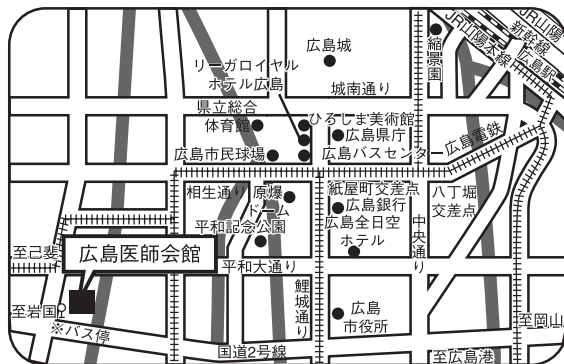 JR山陽
新幹線
JR山陽本線
広島駅
縮景園
広島城
リーガロイヤル
ホテル広島
城南通り
県立総合
体育館
ひろしま美術館
広島県庁
広島市民球場
広島バスセンター
広島電鉄
相生通り
原爆
ドーム
紙屋町交差点
八丁堀
交差点
広島銀行
平和記念公園
広島全日空
ホテル
中央通り
至己斐
広島医師会館
平和大通り
鯉城通り
至岩国
※バス停
広島
市役所
至岡山
国道2号線
至広島港